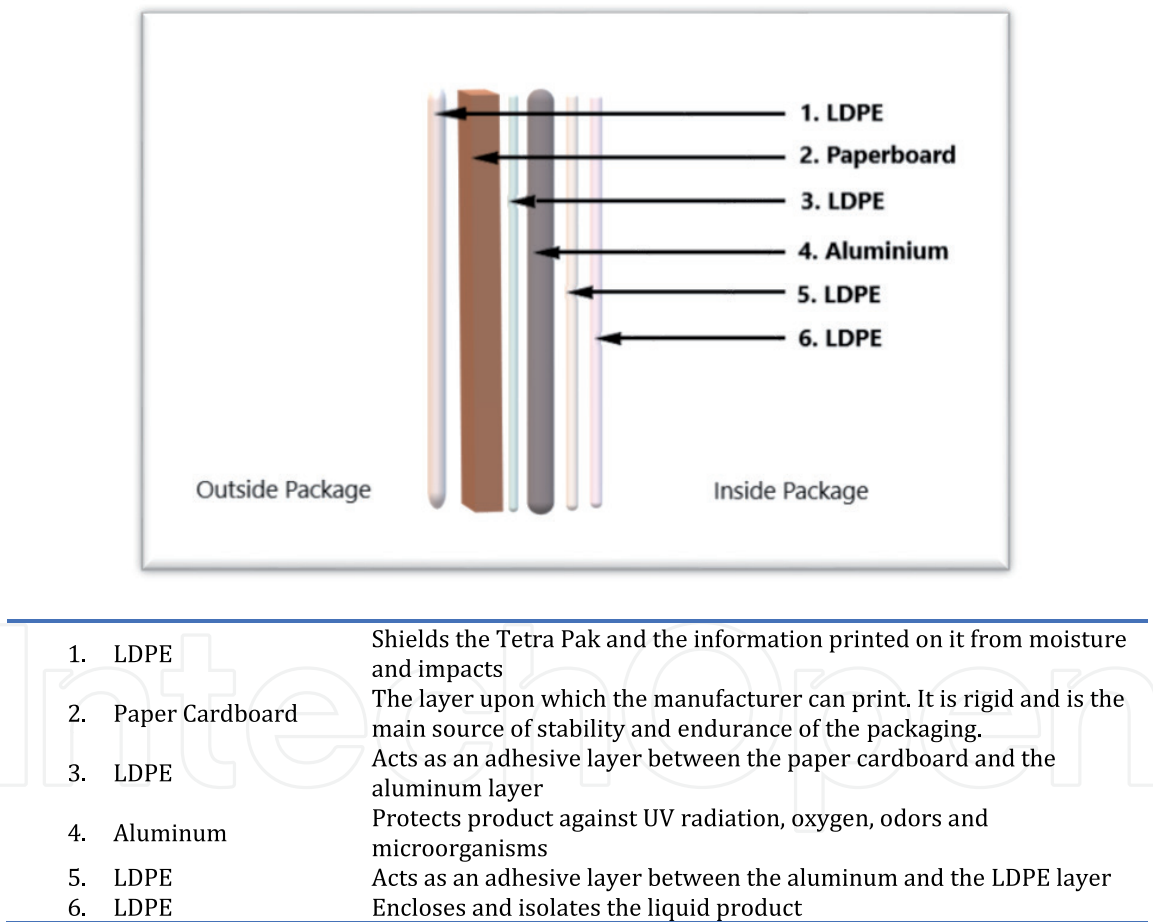 1. LDPE
2. Paperboard
3. LDPE
4. Aluminium
5. LDPE
6. LDPE
Outside Package
Inside Package
1. LDPE Shields the Tetra Pak and the information printed on it from moisture
and impacts
2. Paper Cardboard The layer upon which the manufacturer can print. It is rigid and is the
main source of stability and endurance of the packaging.
3. LDPE Acts as an adhesive layer between the paper cardboard and the
aluminum layer
4. Aluminum Protects product against UV radiation, oxygen, odors and
microorganisms
5. LDPE Acts as an adhesive layer between the aluminum and the LDPE layer
6. LDPE Encloses and isolates the liquid product
IntechOpen